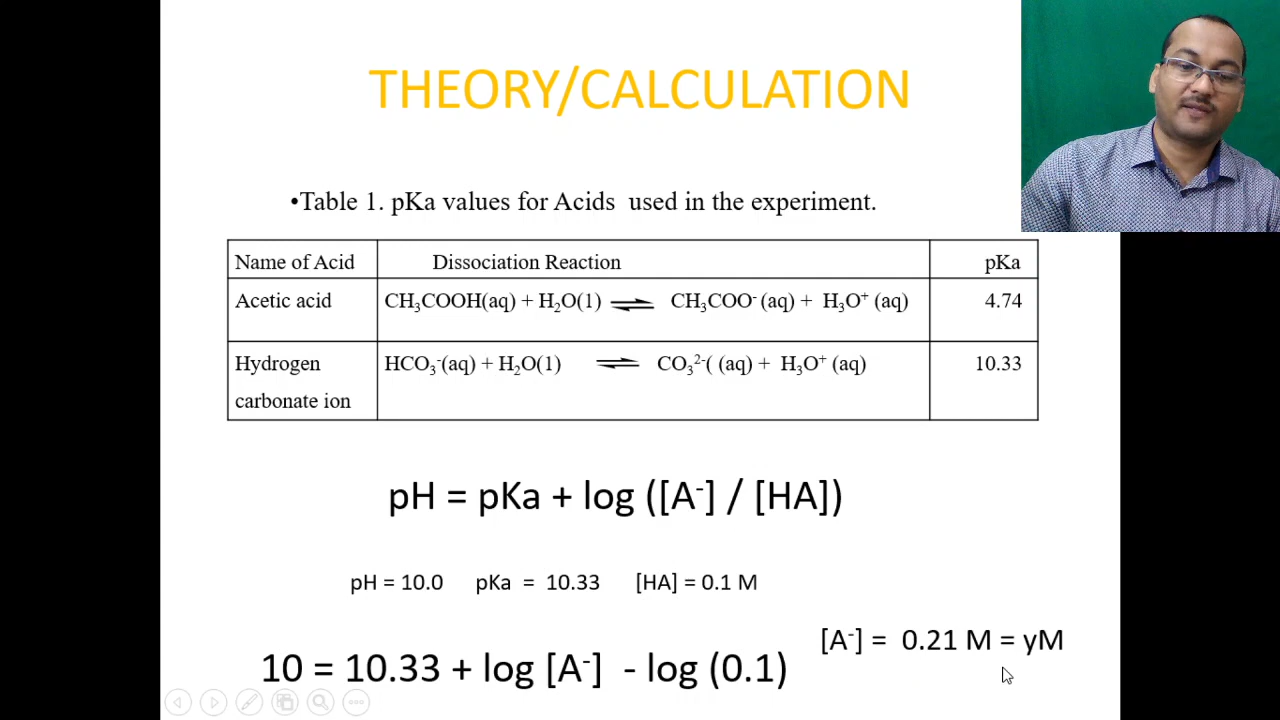 THEORY/CALCULATION
•Table 1. pKa values for Acids used in the experiment.
Name of Acid Dissociation Reaction pKa
Acetic acid CH₃COOH(aq) + H₂O(1) ⇌ CH₃COO⁻ (aq) + H₃O⁺ (aq) 4.74
Hydrogen carbonate ion HCO₃⁻(aq) + H₂O(1) ⇌ CO₃²⁻( (aq) + H₃O⁺ (aq) 10.33
pH = pKa + log ([A⁻] / [HA])
pH = 10.0 pKa = 10.33 [HA] = 0.1 M
[A⁻] = 0.21 M = yM
10 = 10.33 + log [A⁻] - log (0.1)